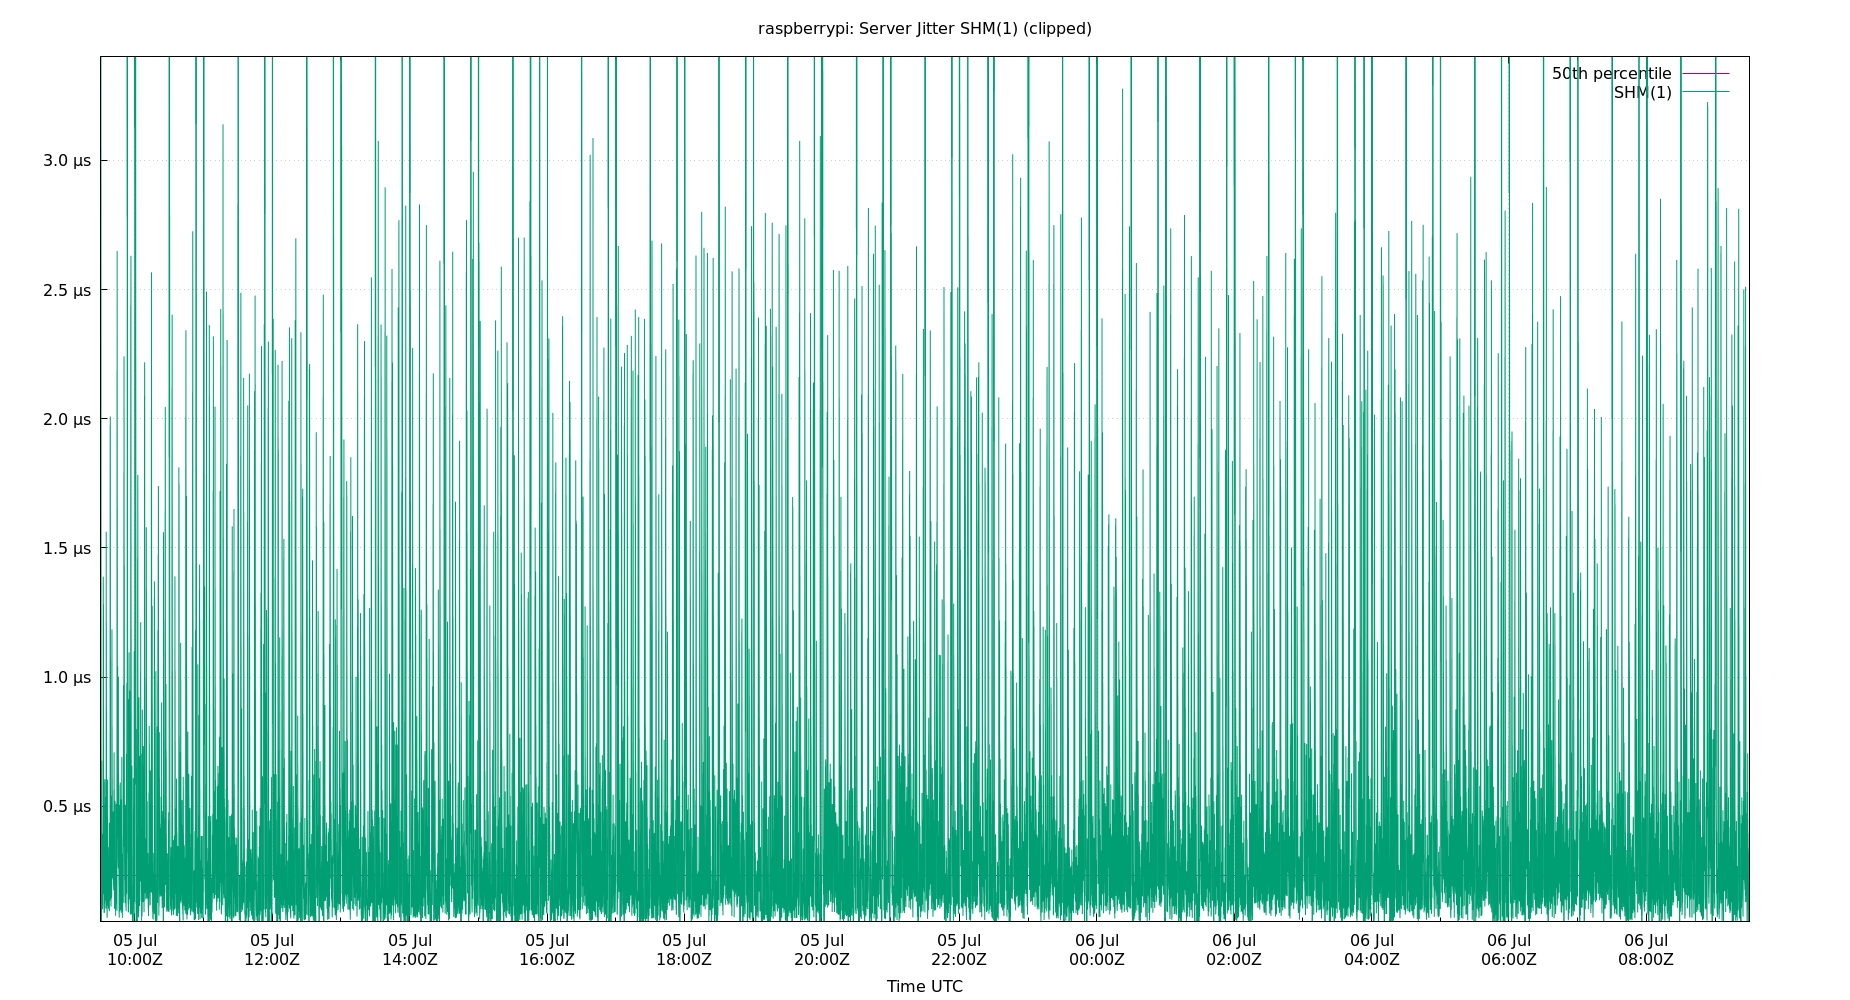 raspberrypi: Server Jitter SHM(1) (clipped)
50th percentile
SHM(1)
3.0 µs
2.5 µs
2.0 µs
1.5 µs
1.0 µs
0.5 µs
05 Jul 05 Jul 05 Jul 05 Jul 05 Jul 05 Jul 05 Jul 06 Jul 06 Jul 06 Jul 06 Jul 06 Jul
10:00Z 12:00Z 14:00Z 16:00Z 18:00Z 20:00Z 22:00Z 00:00Z 02:00Z 04:00Z 06:00Z 08:00Z
Time UTC